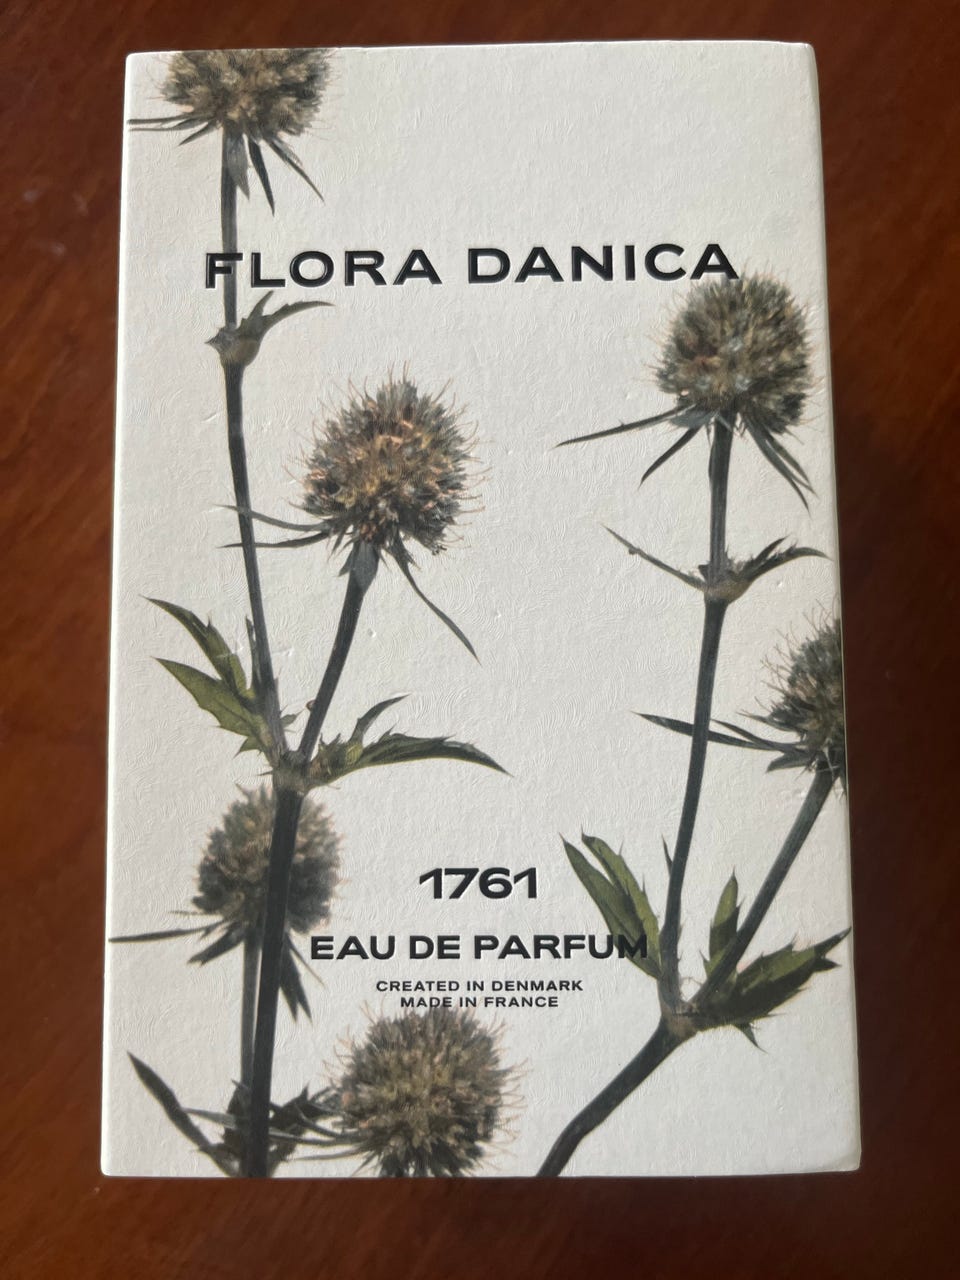 FLORA DANICA
1761
EAU DE PARFUM
CREATED IN DENMARK
MADE IN FRANCE